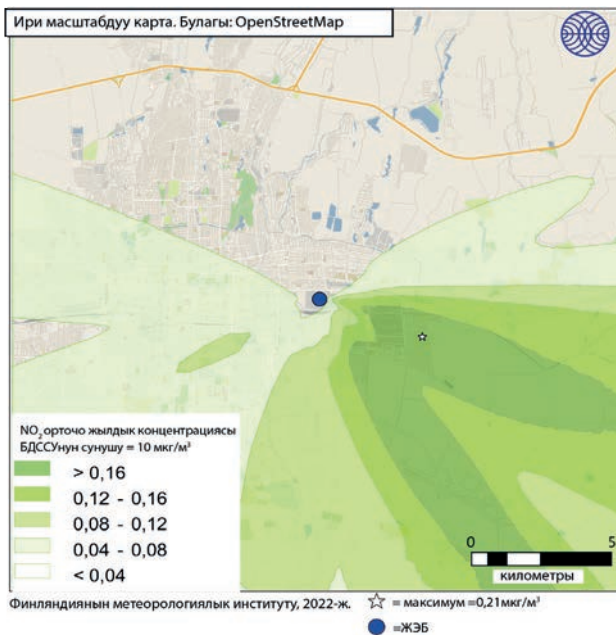 Ири масштабдуу карта. Булагы: OpenStreetMap
NO₂ орточо жылдык концентрациясы
БДССУнун сунушу = 10 мкг/м³
> 0,16
0,12 - 0,16
0,08 - 0,12
0,04 - 0,08
< 0,04
0 5
километры
Финляндиянын метеорологиялык институту, 2022-ж.
= максимум =0,21мкг/м³
=ЖЭБ